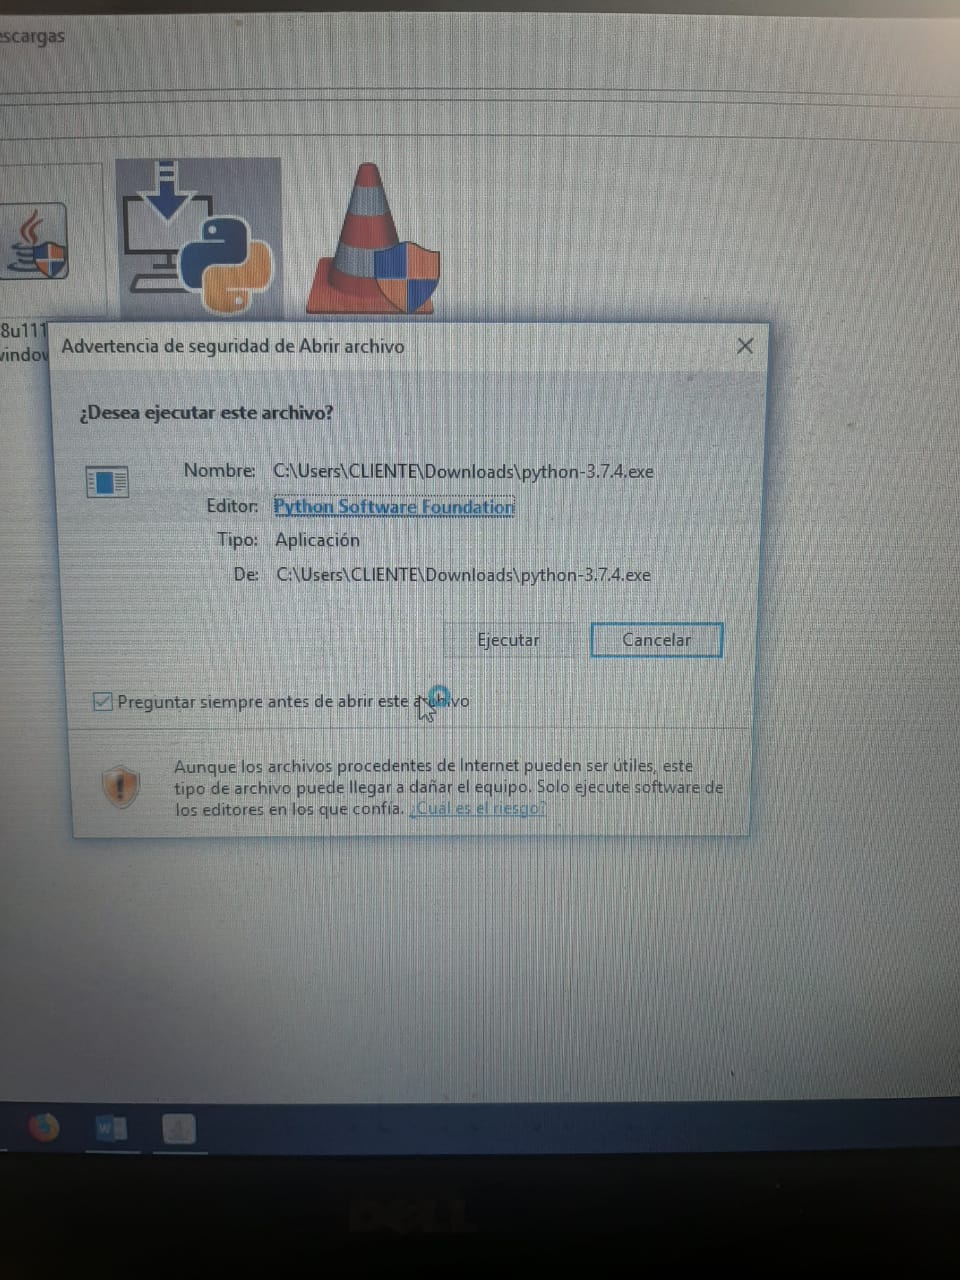 escargas
8u111
windov
Advertencia de seguridad de Abrir archivo
¿Desea ejecutar este archivo?
Nombre: C:\Users\CLIENTE\Downloads\python-3.7.4.exe
Editor: Python Software Foundation
Tipo: Aplicación
De: C:\Users\CLIENTE\Downloads\python-3.7.4.exe
Ejecutar Cancelar
Preguntar siempre antes de abrir este archivo
Aunque los archivos procedentes de Internet pueden ser útiles, este
tipo de archivo puede llegar a dañar el equipo. Solo ejecute software de
los editores en los que confía. ¿Cuál es el riesgo?
DELL